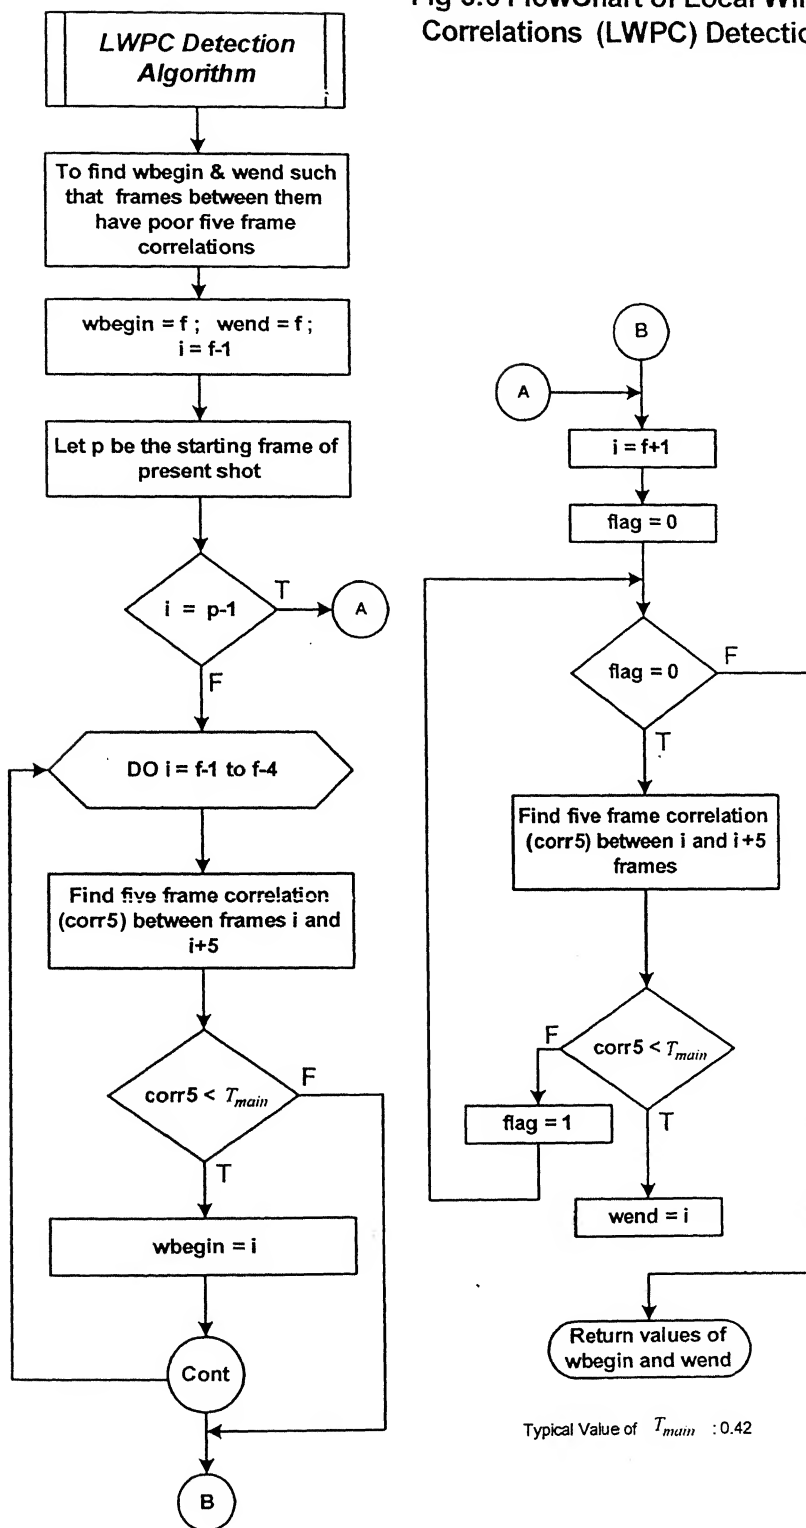 Correlations (LWPC) Detectio
LWPC Detection
Algorithm
To find wbegin & wend such
that frames between them
have poor five frame
correlations
wbegin = f ; wend = f ;
i = f-1
Let p be the starting frame of
present shot
i = p-1
T
A
F
DO i = f-1 to f-4
Find five frame correlation
(corr5) between frames i and
i+5
corr5 < Tmain
F
T
wbegin = i
Cont
B
B
A
i = f+1
flag = 0
flag = 0
F
T
Find five frame correlation
(corr5) between i and i+5
frames
corr5 < Tmain
F
T
flag = 1
wend = i
Return values of
wbegin and wend
Typical Value of Tmain : 0.42